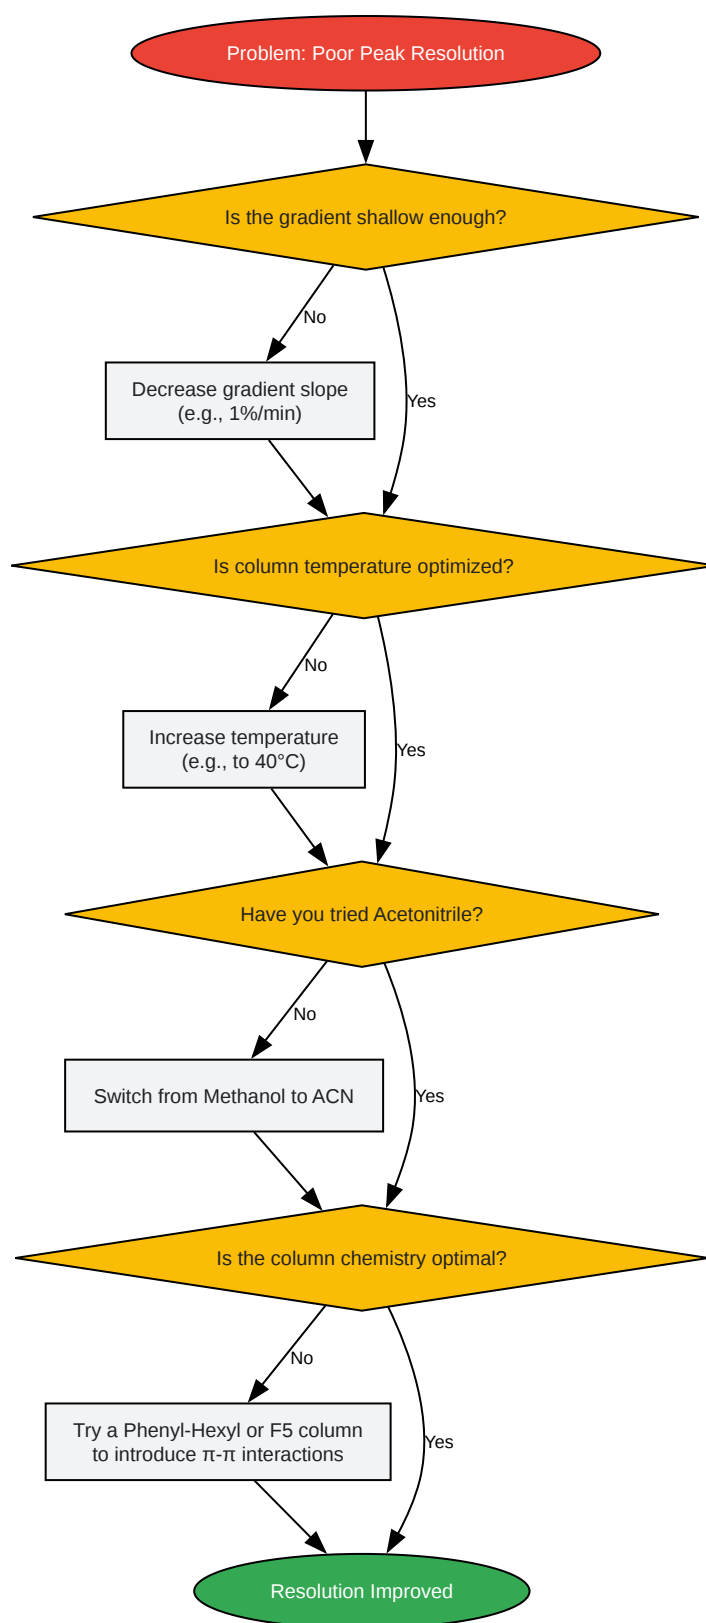 Problem: Poor Peak Resolution
Is the gradient shallow enough?
No
Decrease gradient slope
(e.g., 1%/min)
Yes
Is column temperature optimized?
No
Increase temperature
(e.g., to 40°C)
Yes
Have you tried Acetonitrile?
No
Switch from Methanol to ACN
Yes
Is the column chemistry optimal?
No
Try a Phenyl-Hexyl or F5 column
to introduce π-π interactions
Yes
Resolution Improved